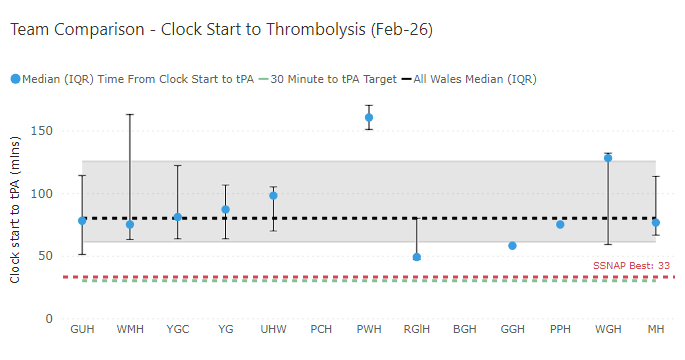 Team Comparison - Clock Start to Thrombolysis (Feb-26)
Median (IQR) Time From Clock Start to tPA 30 Minute to tPA Target All Wales Median (IQR)
Clock start to tPA (mins)
150
100
50
0
SSNAP Best: 33
GUH WMH YGC YG UHW PCH PWH RGlH BGH GGH PPH WGH MH